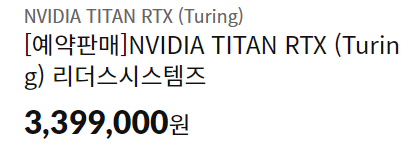 NVIDIA TITAN RTX (Turing)
[예약판매]NVIDIA TITAN RTX (Turin
g) 리더스시스템즈
3,399,000원